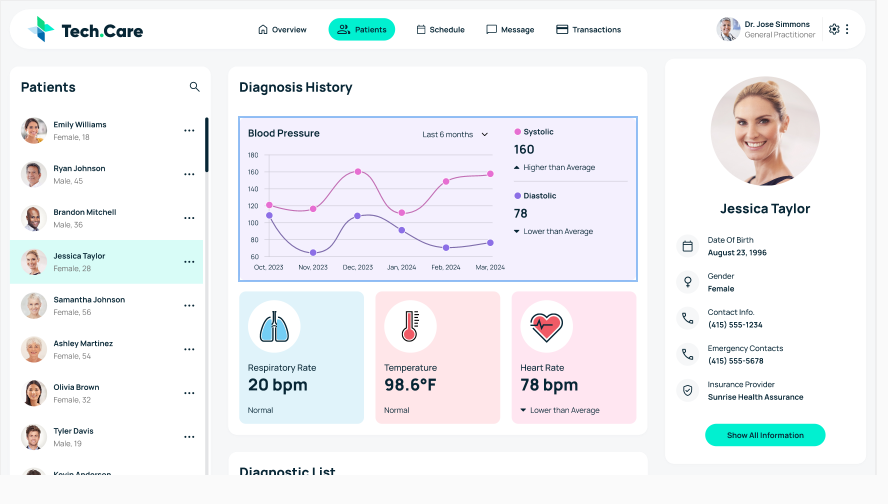 Tech.Care
Overview
Patients
Schedule
Message
Transactions
Dr. Jose Simmons
General Practitioner
Patients
Emily Williams
Female, 18
Ryan Johnson
Male, 45
Brandon Mitchell
Male, 36
Jessica Taylor
Female, 28
Samantha Johnson
Female, 56
Ashley Martinez
Female, 54
Olivia Brown
Female, 32
Tyler Davis
Male, 19
Kevin Anderson
Diagnosis History
Blood Pressure
Last 6 months
180
160
140
120
100
80
60
Oct, 2023
Nov, 2023
Dec, 2023
Jan, 2024
Feb, 2024
Mar, 2024
Systolic
160
Higher than Average
Diastolic
78
Lower than Average
Respiratory Rate
20 bpm
Normal
Temperature
98.6°F
Normal
Heart Rate
78 bpm
Lower than Average
Diagnostic List
Jessica Taylor
Date Of Birth
August 23, 1996
Gender
Female
Contact Info.
(415) 555-1234
Emergency Contacts
(415) 555-5678
Insurance Provider
Sunrise Health Assurance
Show All Information